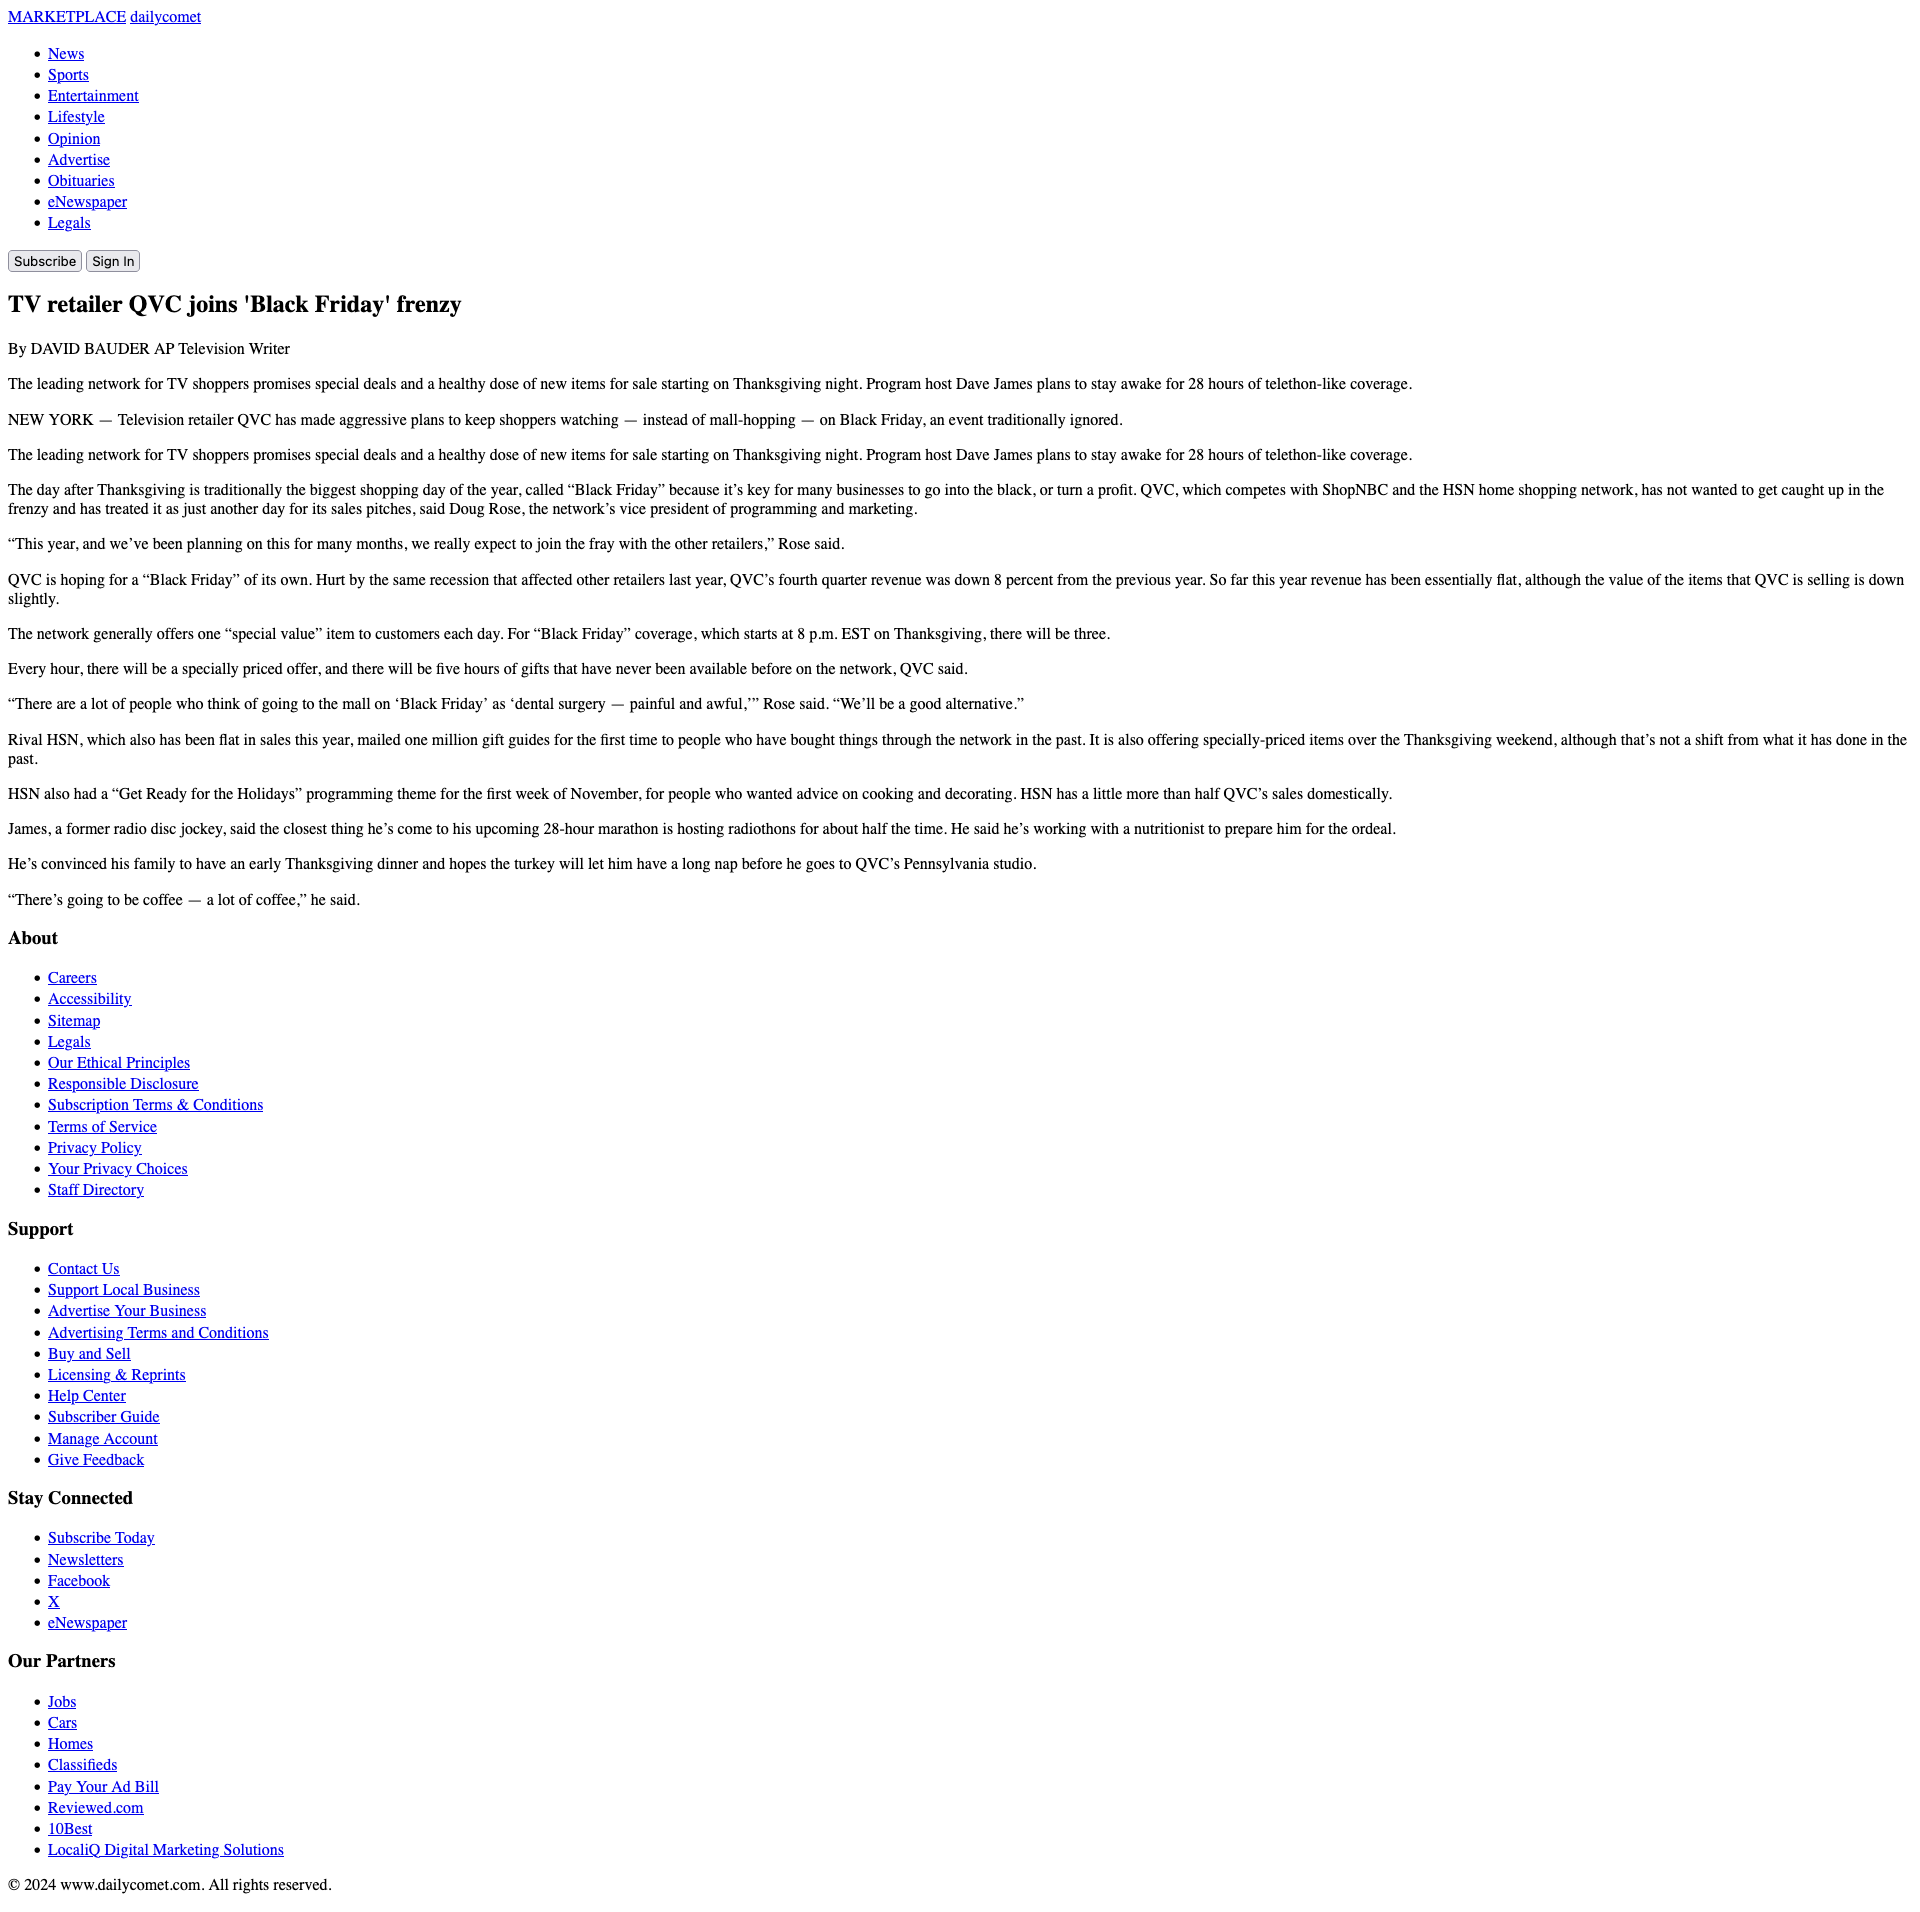 MARKETPLACE dailycomet
News
Sports
Entertainment
Lifestyle
Opinion
Advertise
Obituaries
eNewspaper
Legals
Subscribe Sign In
TV retailer QVC joins 'Black Friday' frenzy
By DAVID BAUDER AP Television Writer
The leading network for TV shoppers promises special deals and a healthy dose of new items for sale starting on Thanksgiving night. Program host Dave James plans to stay awake for 28 hours of telethon-like coverage.
NEW YORK — Television retailer QVC has made aggressive plans to keep shoppers watching — instead of mall-hopping — on Black Friday, an event traditionally ignored.
The leading network for TV shoppers promises special deals and a healthy dose of new items for sale starting on Thanksgiving night. Program host Dave James plans to stay awake for 28 hours of telethon-like coverage.
The day after Thanksgiving is traditionally the biggest shopping day of the year, called “Black Friday” because it’s key for many businesses to go into the black, or turn a profit. QVC, which competes with ShopNBC and the HSN home shopping network, has not wanted to get caught up in the
frenzy and has treated it as just another day for its sales pitches, said Doug Rose, the network’s vice president of programming and marketing.
“This year, and we’ve been planning on this for many months, we really expect to join the fray with the other retailers,” Rose said.
QVC is hoping for a “Black Friday” of its own. Hurt by the same recession that affected other retailers last year, QVC’s fourth quarter revenue was down 8 percent from the previous year. So far this year revenue has been essentially flat, although the value of the items that QVC is selling is down
slightly.
The network generally offers one “special value” item to customers each day. For “Black Friday” coverage, which starts at 8 p.m. EST on Thanksgiving, there will be three.
Every hour, there will be a specially priced offer, and there will be five hours of gifts that have never been available before on the network, QVC said.
“There are a lot of people who think of going to the mall on ‘Black Friday’ as ‘dental surgery — painful and awful,’” Rose said. “We’ll be a good alternative.”
Rival HSN, which also has been flat in sales this year, mailed one million gift guides for the first time to people who have bought things through the network in the past. It is also offering specially-priced items over the Thanksgiving weekend, although that’s not a shift from what it has done in the
past.
HSN also had a “Get Ready for the Holidays” programming theme for the first week of November, for people who wanted advice on cooking and decorating. HSN has a little more than half QVC’s sales domestically.
James, a former radio disc jockey, said the closest thing he’s come to his upcoming 28-hour marathon is hosting radiothons for about half the time. He said he’s working with a nutritionist to prepare him for the ordeal.
He’s convinced his family to have an early Thanksgiving dinner and hopes the turkey will let him have a long nap before he goes to QVC’s Pennsylvania studio.
“There’s going to be coffee — a lot of coffee,” he said.
About
Careers
Accessibility
Sitemap
Legals
Our Ethical Principles
Responsible Disclosure
Subscription Terms & Conditions
Terms of Service
Privacy Policy
Your Privacy Choices
Staff Directory
Support
Contact Us
Support Local Business
Advertise Your Business
Advertising Terms and Conditions
Buy and Sell
Licensing & Reprints
Help Center
Subscriber Guide
Manage Account
Give Feedback
Stay Connected
Subscribe Today
Newsletters
Facebook
X
eNewspaper
Our Partners
Jobs
Cars
Homes
Classifieds
Pay Your Ad Bill
Reviewed.com
10Best
LocaliQ Digital Marketing Solutions
© 2024 www.dailycomet.com. All rights reserved.